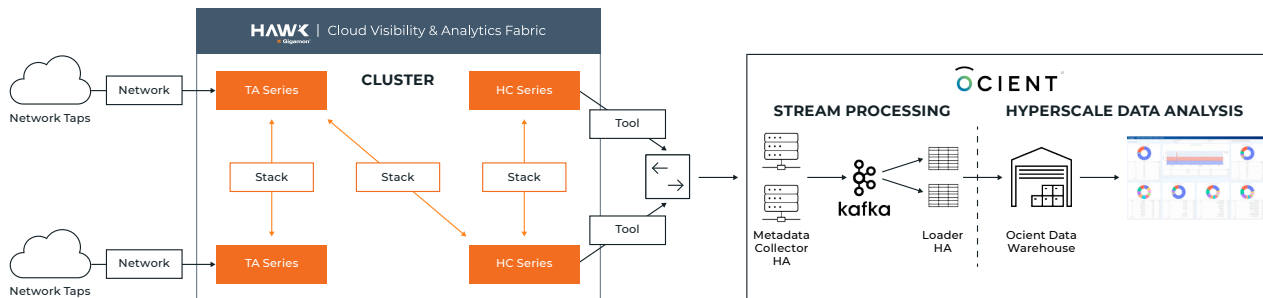 HAWK | Cloud Visibility & Analytics Fabric
Gigamon®
CLUSTER
Network Taps
Network
TA Series
HC Series
Tool
Stack
Stack
Stack
Network Taps
Network
TA Series
HC Series
Tool
OCIENT
STREAM PROCESSING
HYPERSCALE DATA ANALYSIS
kafka
Metadata
Collector
HA
Loader
HA
Ocient Data
Warehouse